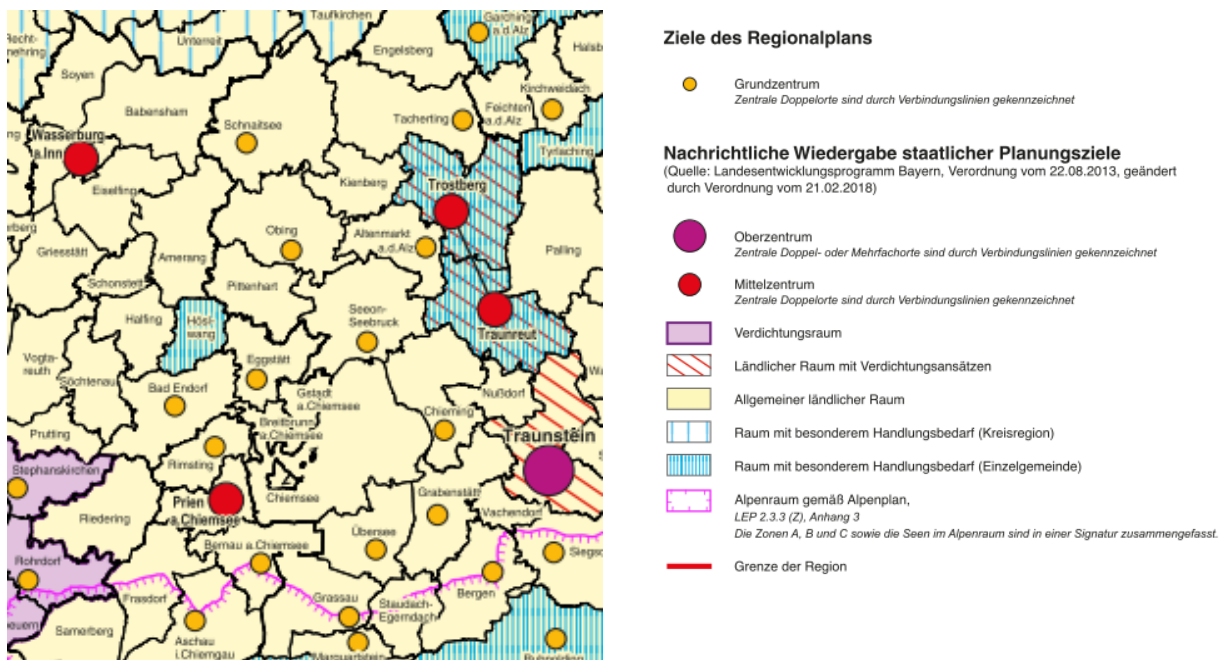 Taufkirchen
Garching
a.d.Alz
Unterreit
Engelsberg
Soyen
Kirchweidach
Babensham
Feichten
a.d.Alz
Tacherting
Schnaitsee
Wasserburg
a.Inn
Tyrlaching
Eiselfing
Kienberg
Trostberg
Obing
Altenmarkt
a.d.Alz
Griesstätt
Amerang
Palling
Schonstett
Pittenhart
Halfing
Höslwang
Seeon-
Seebruck
Traunreut
Vogta-
reuth
Eggstätt
Söchtenau
Bad Endorf
Gstadt
a.Chiemsee
Nußdorf
Breitbrunn
a.Chiemsee
Chieming
Prutting
Traunstein
Stephanskirchen
Rimsting
Prien
a.Chiemsee
Chiemsee
Grabenstätt
Riedering
Vachendorf
Übersee
Bernau a.Chiemsee
Rohrdorf
Frasdorf
Bergen
Grassau
Staudach-
Egerndach
Samerberg
Aschau
i.Chiemgau
Marquartstein
Ruhpolding
Ziele des Regionalplans
Grundzentrum
Zentrale Doppelorte sind durch Verbindungslinien gekennzeichnet
Nachrichtliche Wiedergabe staatlicher Planungsziele
(Quelle: Landesentwicklungsprogramm Bayern, Verordnung vom 22.08.2013, geändert
durch Verordnung vom 21.02.2018)
Oberzentrum
Zentrale Doppel- oder Mehrfachorte sind durch Verbindungslinien gekennzeichnet
Mittelzentrum
Zentrale Doppelorte sind durch Verbindungslinien gekennzeichnet
Verdichtungsraum
Ländlicher Raum mit Verdichtungsansätzen
Allgemeiner ländlicher Raum
Raum mit besonderem Handlungsbedarf (Kreisregion)
Raum mit besonderem Handlungsbedarf (Einzelgemeinde)
Alpenraum gemäß Alpenplan,
LEP 2.3.3 (Z), Anhang 3
Die Zonen A, B und C sowie die Seen im Alpenraum sind in einer Signatur zusammengefasst.
Grenze der Region